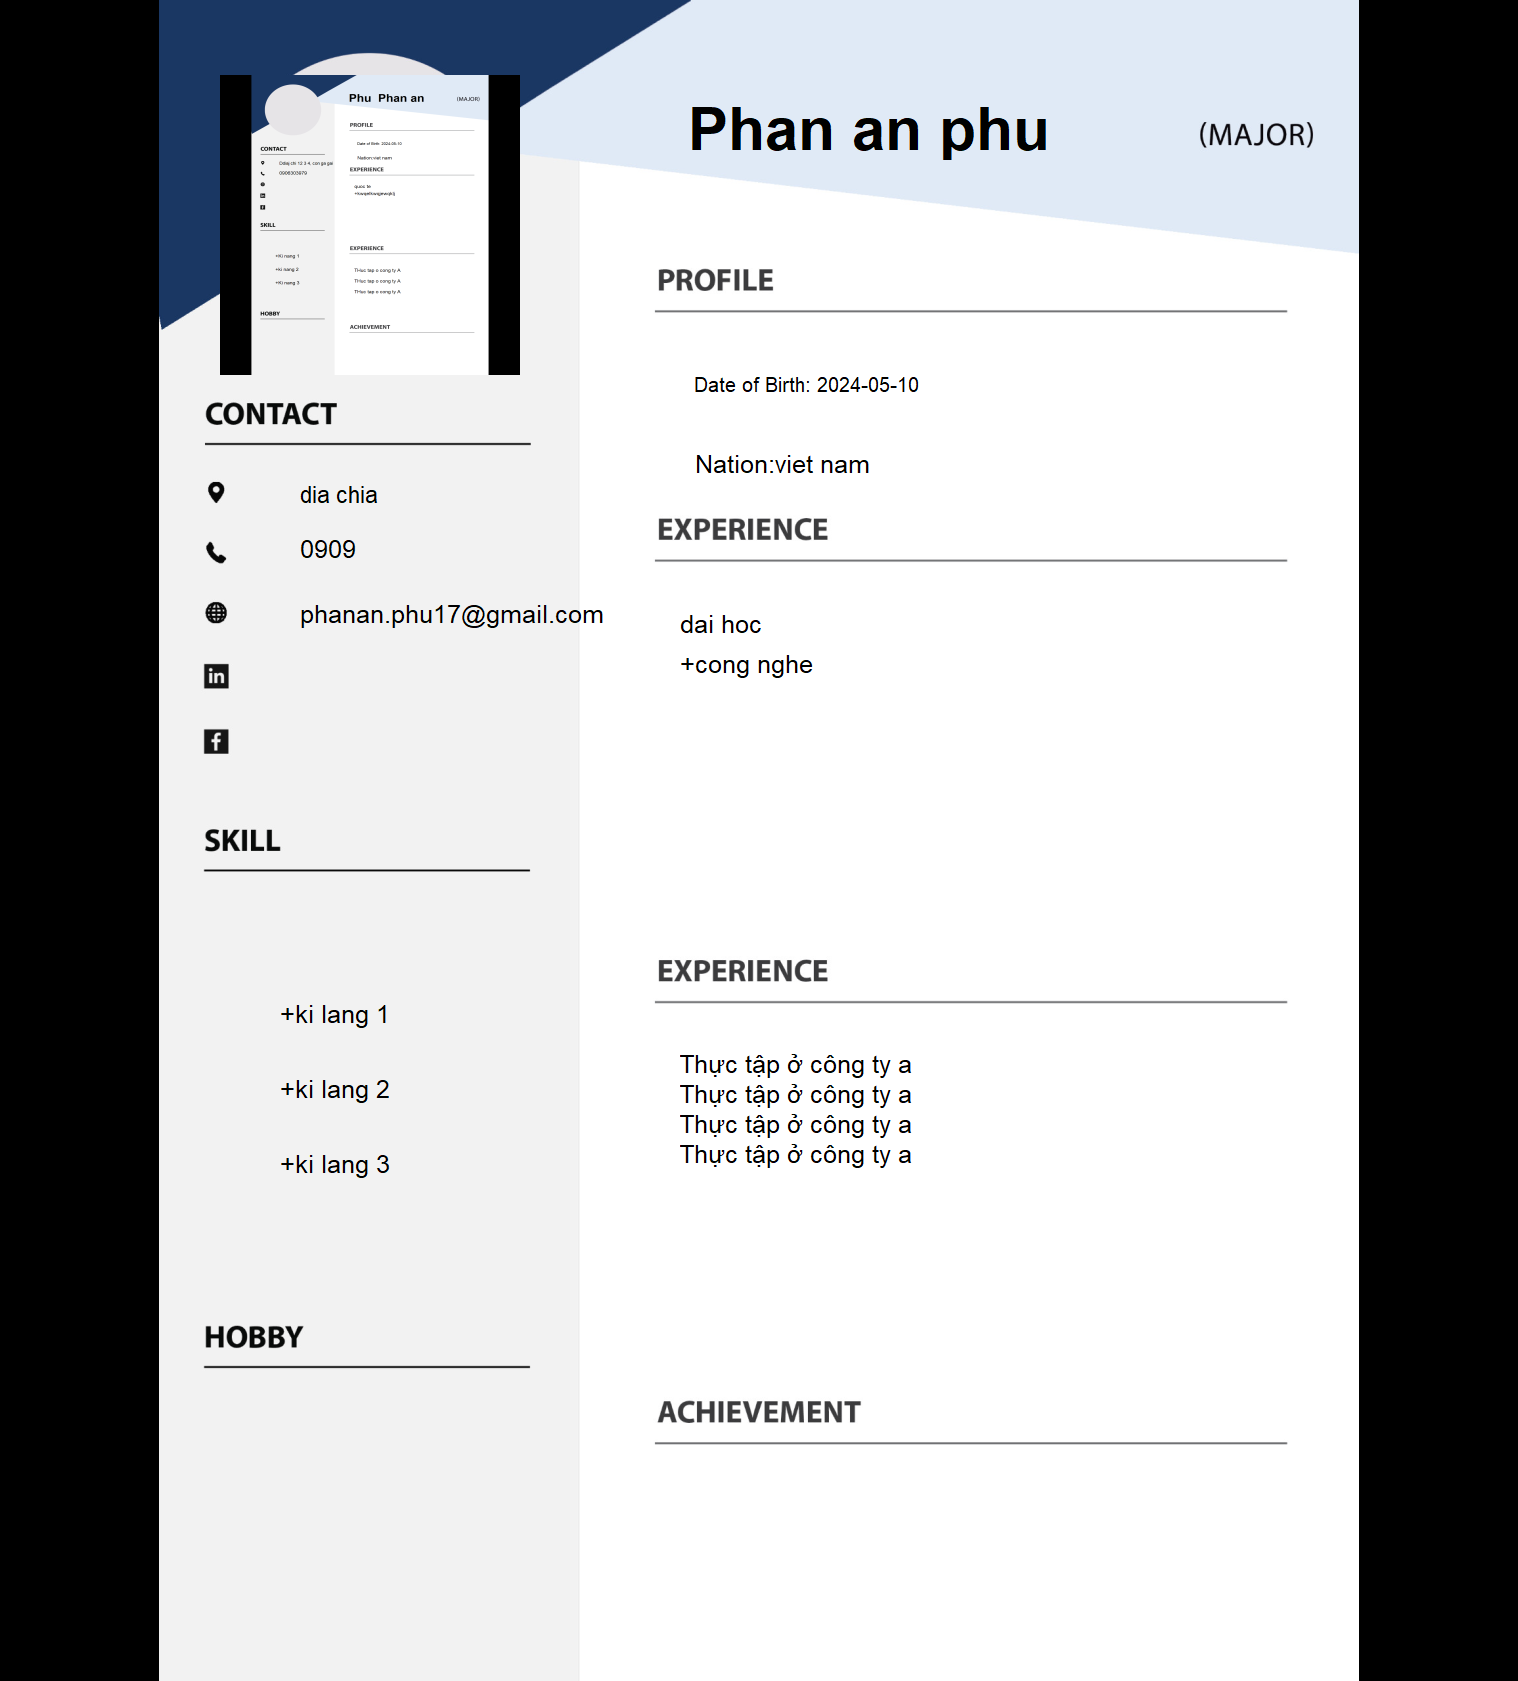 Phan an phu
(MAJOR)
Phu Phan an
(MAJOR)
PROFILE
Date of Birth: 2024-05-10
Nation:viet nam
EXPERIENCE
quoc te
EXPERIENCE
THuc tap o cong ty A
THuc tap o cong ty A
THuc tap o cong ty A
ACHIEVEMENT
CONTACT
0908303979
SKILL
+Ki nang 1
+ki nang 2
+Ki nang 3
HOBBY
CONTACT
dia chia
0909
phanan.phu17@gmail.com
in
f
SKILL
+ki lang 1
+ki lang 2
+ki lang 3
HOBBY
PROFILE
Date of Birth: 2024-05-10
Nation:viet nam
EXPERIENCE
dai hoc
+cong nghe
EXPERIENCE
Thực tập ở công ty a
Thực tập ở công ty a
Thực tập ở công ty a
Thực tập ở công ty a
ACHIEVEMENT